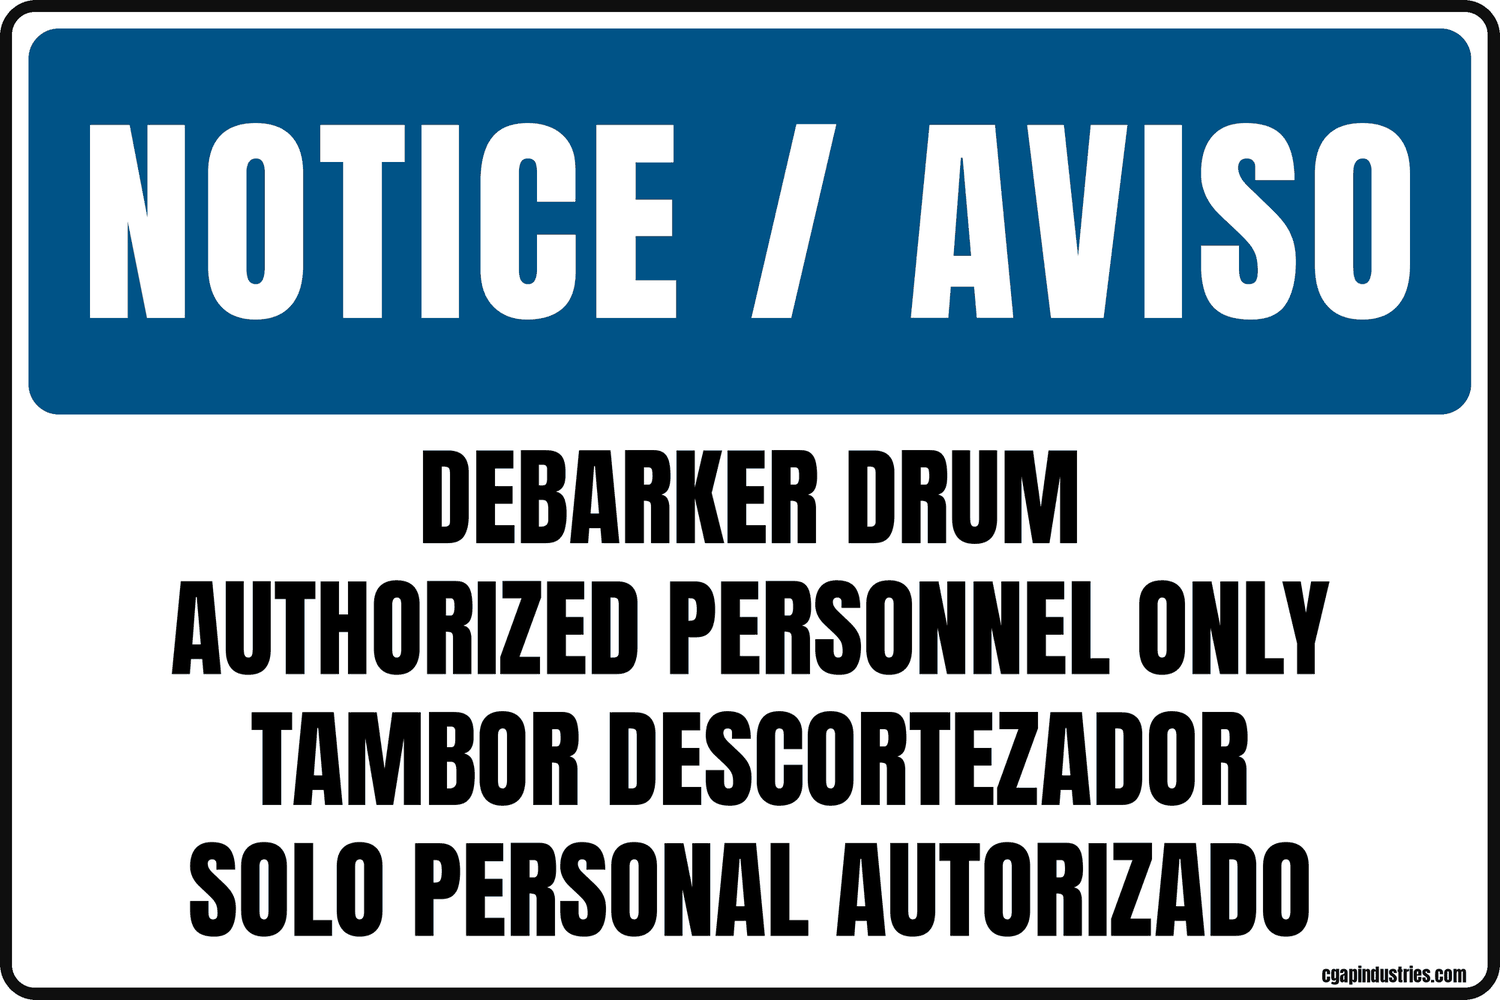 NOTICE / AVISO
DEBARKER DRUM
AUTHORIZED PERSONNEL ONLY
TAMBOR DESCORTEZADOR
SOLO PERSONAL AUTORIZADO
cgapindustries.com